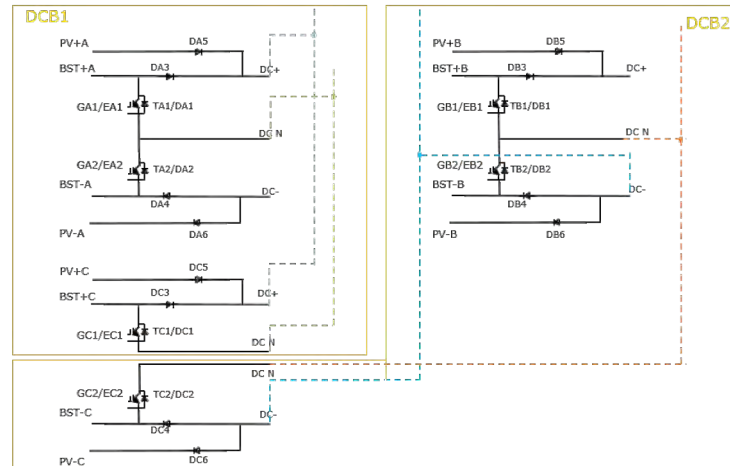 DCB1
PV+A
DA5
BST+A
DA3
DC+
GA1/EA1
TA1/DA1
DC N
GA2/EA2
TA2/DA2
BST-A
DC-
DA4
PV-A
DA6
PV+C
DC5
BST+C
DC3
DC+
GC1/EC1
TC1/DC1
DC N
DC N
GC2/EC2
TC2/DC2
BST-C
DC-
DC4
PV-C
DC6
DCB2
PV+B
DB5
BST+B
DB3
DC+
GB1/EB1
TB1/DB1
DC N
GB2/EB2
TB2/DB2
BST-B
DC-
DB4
PV-B
DB6